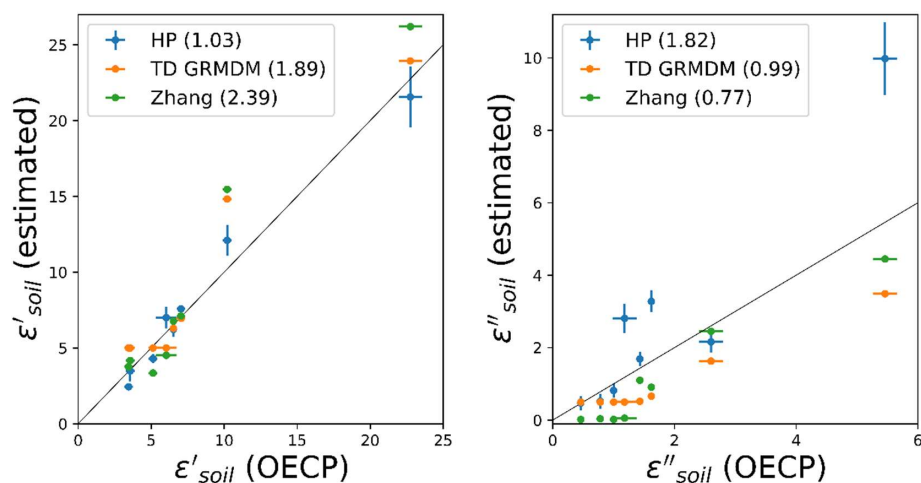 HP (1.03)
TD GRMDM (1.89)
Zhang (2.39)
25
20
15
10
5
0
0 5 10 15 20 25
ε'soil (estimated)
ε'soil (OECP)
HP (1.82)
TD GRMDM (0.99)
Zhang (0.77)
10
8
6
4
2
0
0 2 4 6
ε''soil (estimated)
ε''soil (OECP)